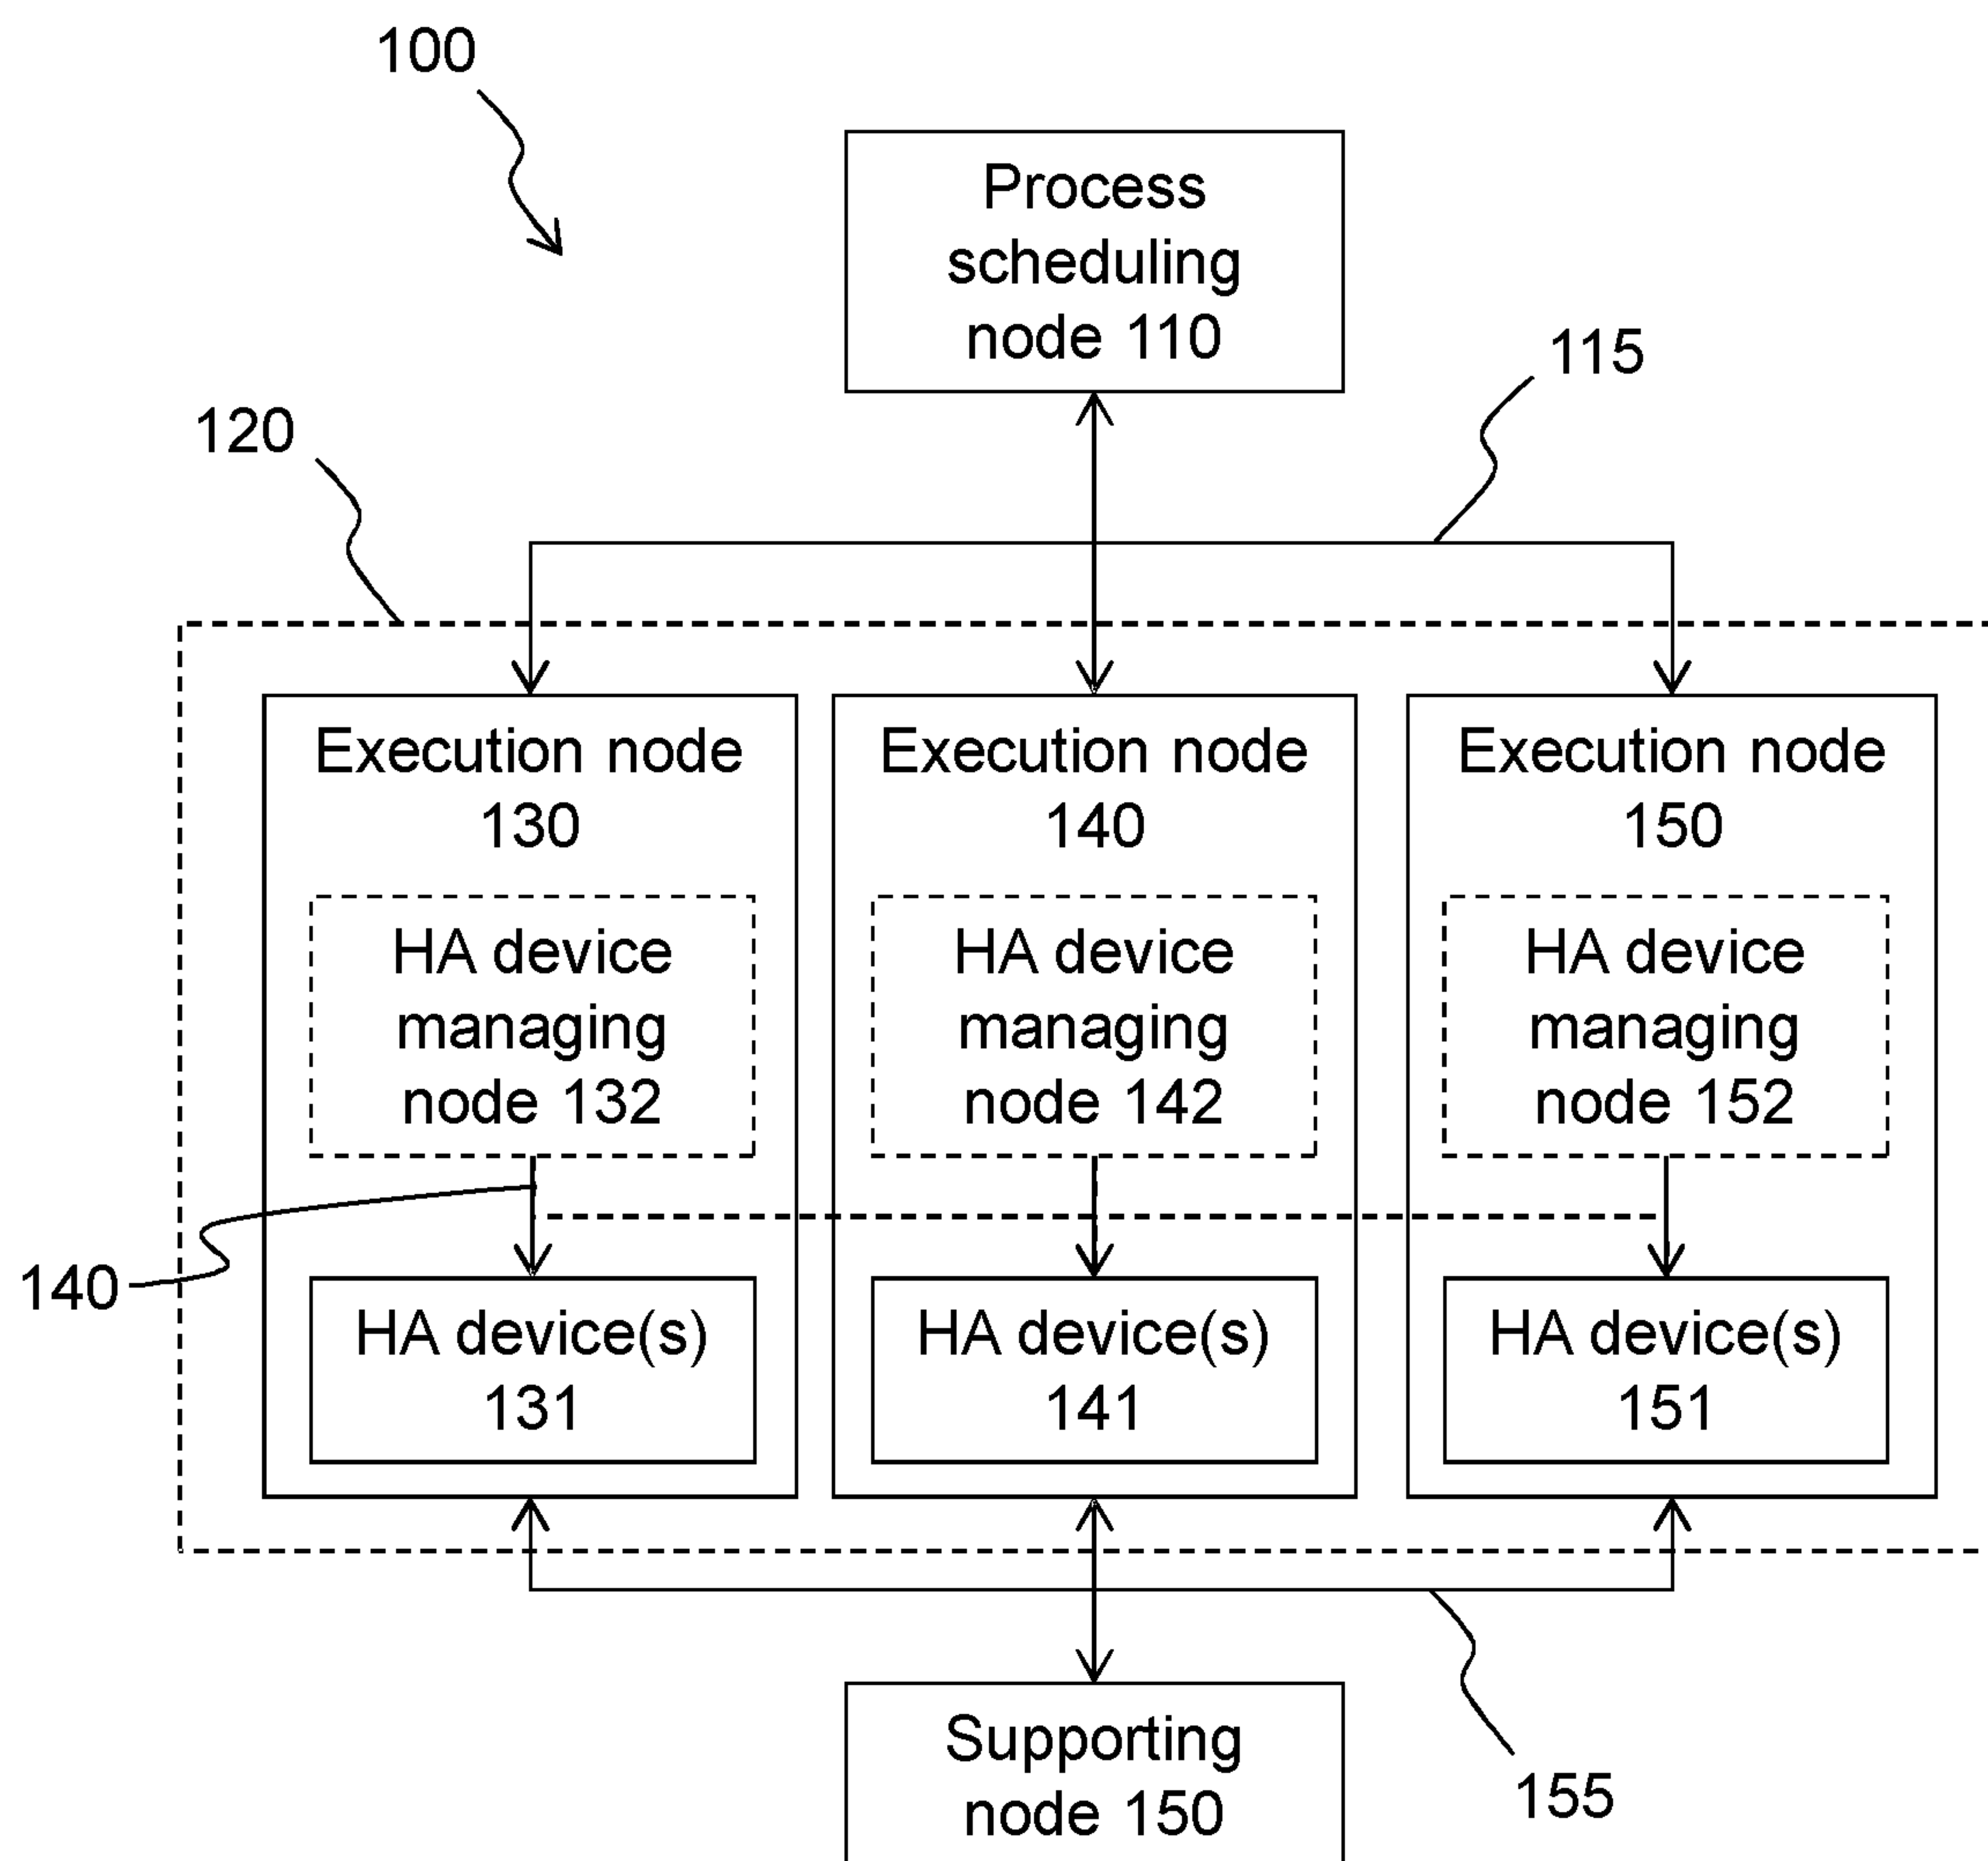 100
Process
scheduling
node 110
115
120
Execution node
130
HA device
managing
node 132
HA device(s)
131
Execution node
140
HA device
managing
node 142
HA device(s)
141
Execution node
150
HA device
managing
node 152
HA device(s)
151
140
Supporting
node 150
155